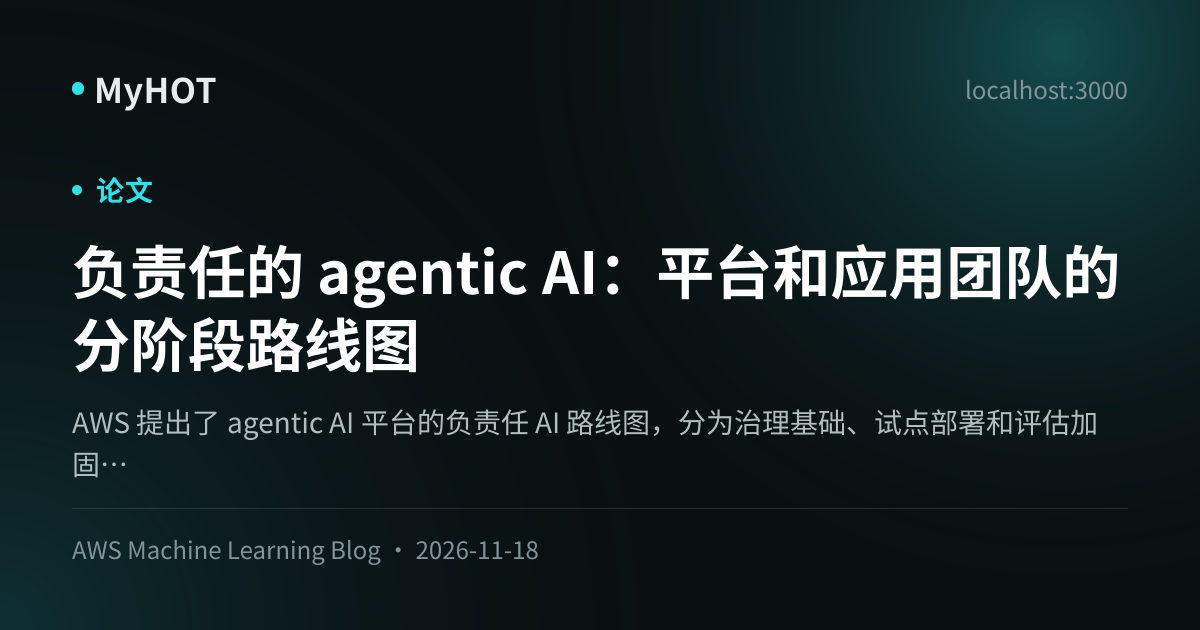 MyHOT
localhost:3000
论文
负责任的 agentic AI：平台和应用团队的
分阶段路线图
AWS 提出了 agentic AI 平台的负责任 AI 路线图，分为治理基础、试点部署和评估加
固…
AWS Machine Learning Blog • 2026-11-18